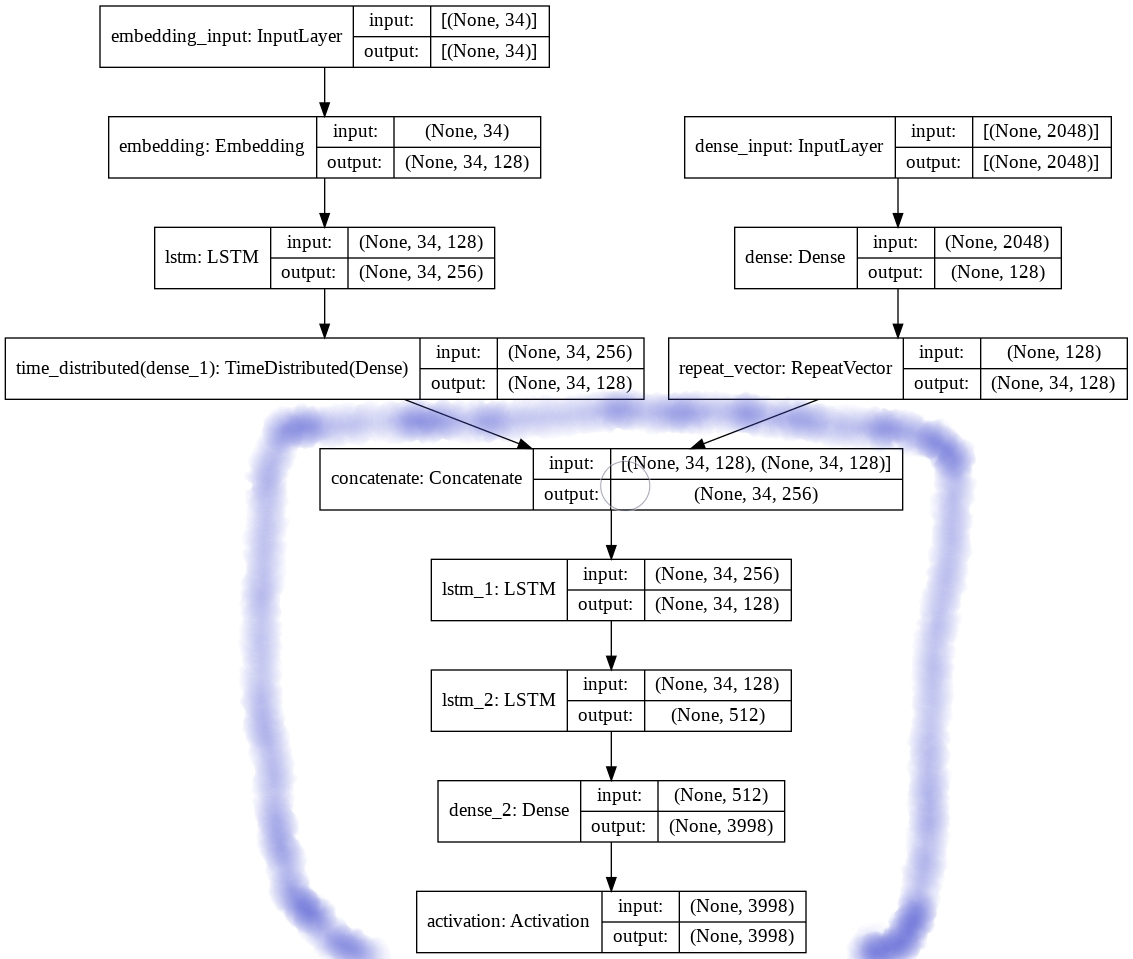 embedding_input: InputLayer
input: [(None, 34)]
output: [(None, 34)]
embedding: Embedding
input: (None, 34)
output: (None, 34, 128)
dense_input: InputLayer
input: [(None, 2048)]
output: [(None, 2048)]
lstm: LSTM
input: (None, 34, 128)
output: (None, 34, 256)
dense: Dense
input: (None, 2048)
output: (None, 128)
time_distributed(dense_1): TimeDistributed(Dense)
input: (None, 34, 256)
output: (None, 34, 128)
repeat_vector: RepeatVector
input: (None, 128)
output: (None, 34, 128)
concatenate: Concatenate
input: [(None, 34, 128), (None, 34, 128)]
output: (None, 34, 256)
lstm_1: LSTM
input: (None, 34, 256)
output: (None, 34, 128)
lstm_2: LSTM
input: (None, 34, 128)
output: (None, 512)
dense_2: Dense
input: (None, 512)
output: (None, 3998)
activation: Activation
input: (None, 3998)
output: (None, 3998)